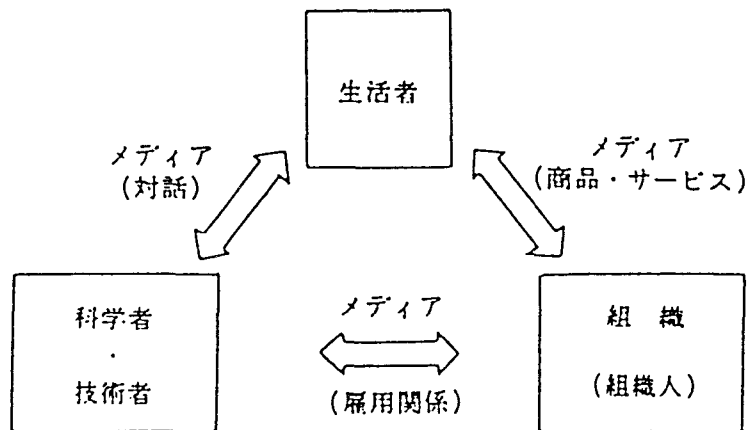 生活者
メディア
(対話)
メディア
(商品・サービス)
科学者
・
技術者
メディア
(雇用関係)
組　織
(組織人)